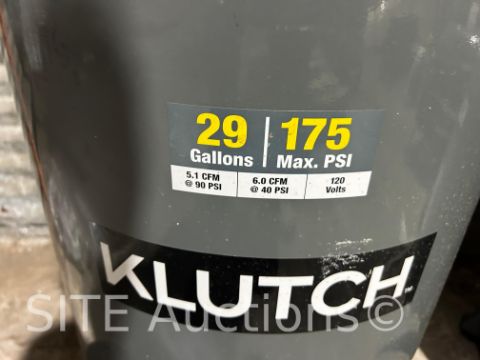 29 175
Gallons Max. PSI
5.1 CFM 6.0 CFM 120
@ 90 PSI @ 40 PSI Volts
KLUTCH
SITE Auctions©